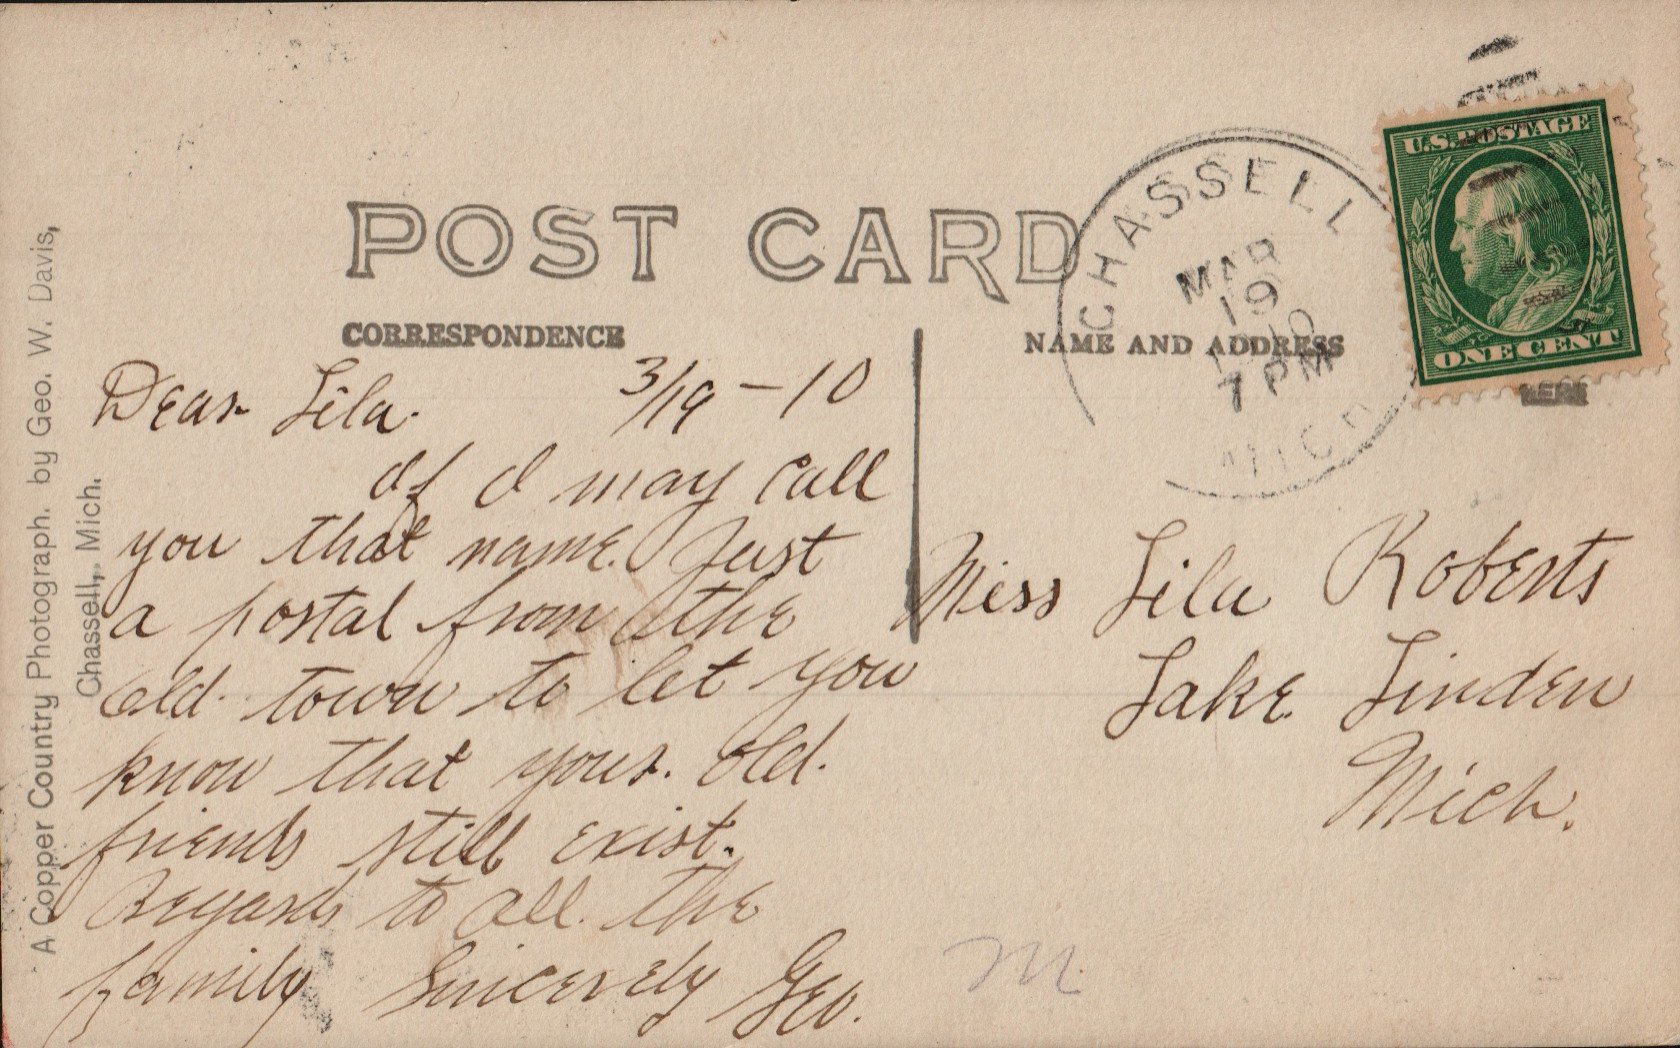 A Copper Country Photograph. by Geo. W. Davis,
Chassell, Mich.
POST CARD
CORRESPONDENCE
NAME AND ADDRESS
CHASSELL
MAR
19
1910
7 PM
MICH
U.S. POSTAGE
ONE CENT
HERE
Dear Lila. 3/19-10
If I may call
you that name. Just
a postal from the
old town to let you
know that your old
friends still exist.
Regards to all the
family Sincerely Geo.
Miss Lila Roberts
Lake Linden
Mich.
M